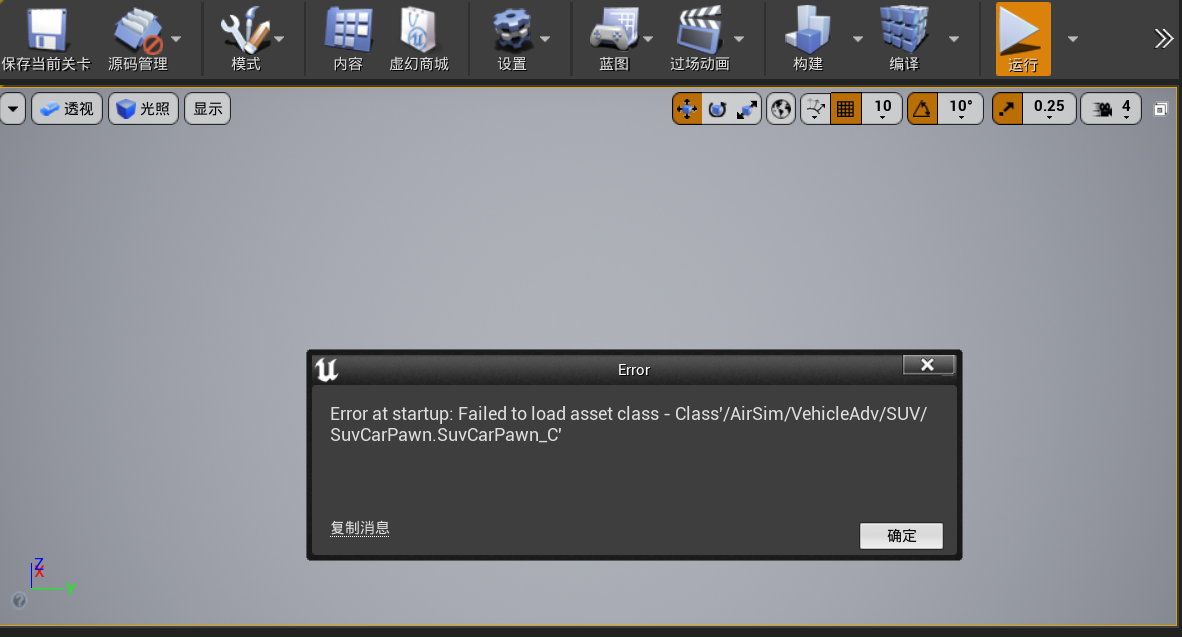 保存当前关卡
源码管理
模式
内容
虚幻商城
设置
蓝图
过场动画
构建
编译
运行
透视
光照
显示
10
10°
0.25
4
Error
Error at startup: Failed to load asset class - Class'/AirSim/VehicleAdv/SUV/
SuvCarPawn.SuvCarPawn_C'
复制消息
确定
Z
X
Y
?